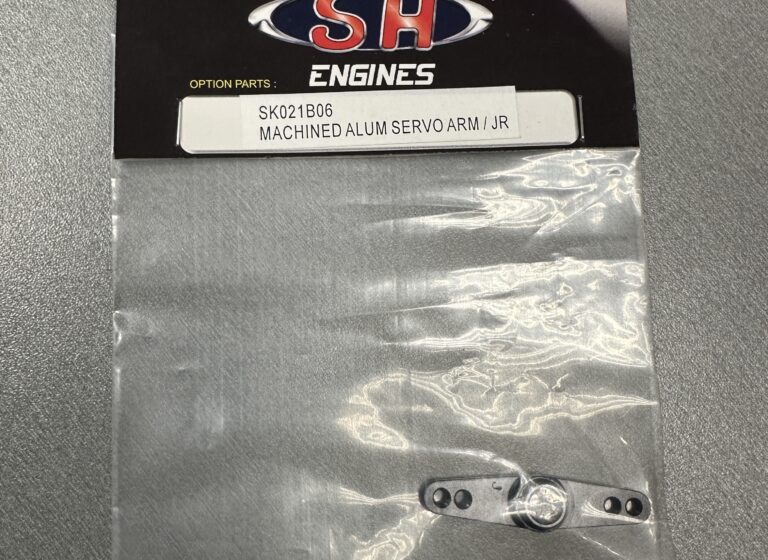 SH
ENGINES
OPTION PARTS :
SK021B06
MACHINED ALUM SERVO ARM / JR
J